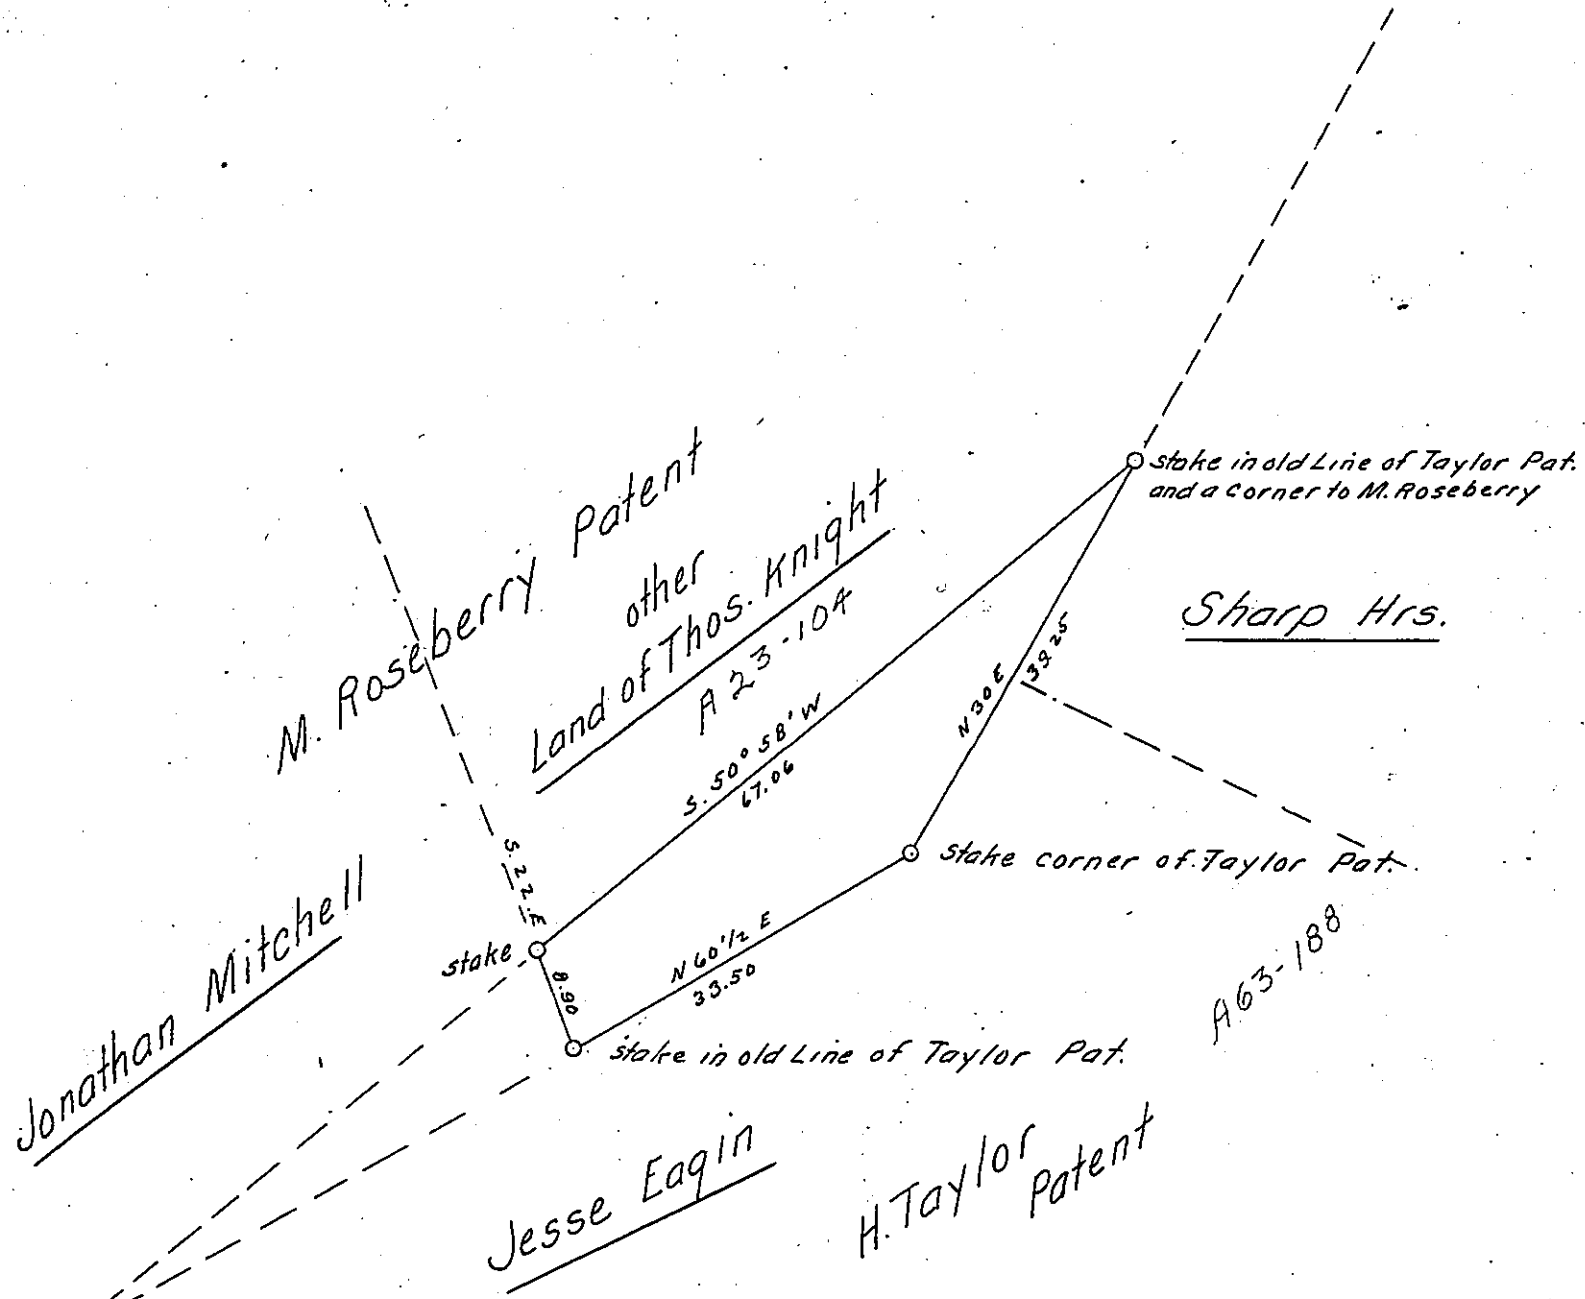 stake in old Line of Taylor Pat.
and a corner to M. Roseberry
M. Roseberry Patent
other
Land of Thos. Knight
A 23-104
Sharp Hrs.
N 30 E
39 25
S. 50° 58' W
67.06
S. 22. E
stake corner of Taylor Pat.
Jonathan Mitchell
stake
8.90
N 60 1/2 E
33.50
A63-188
stake in old Line of Taylor Pat.
Jesse Eagin
H. Taylor
Patent